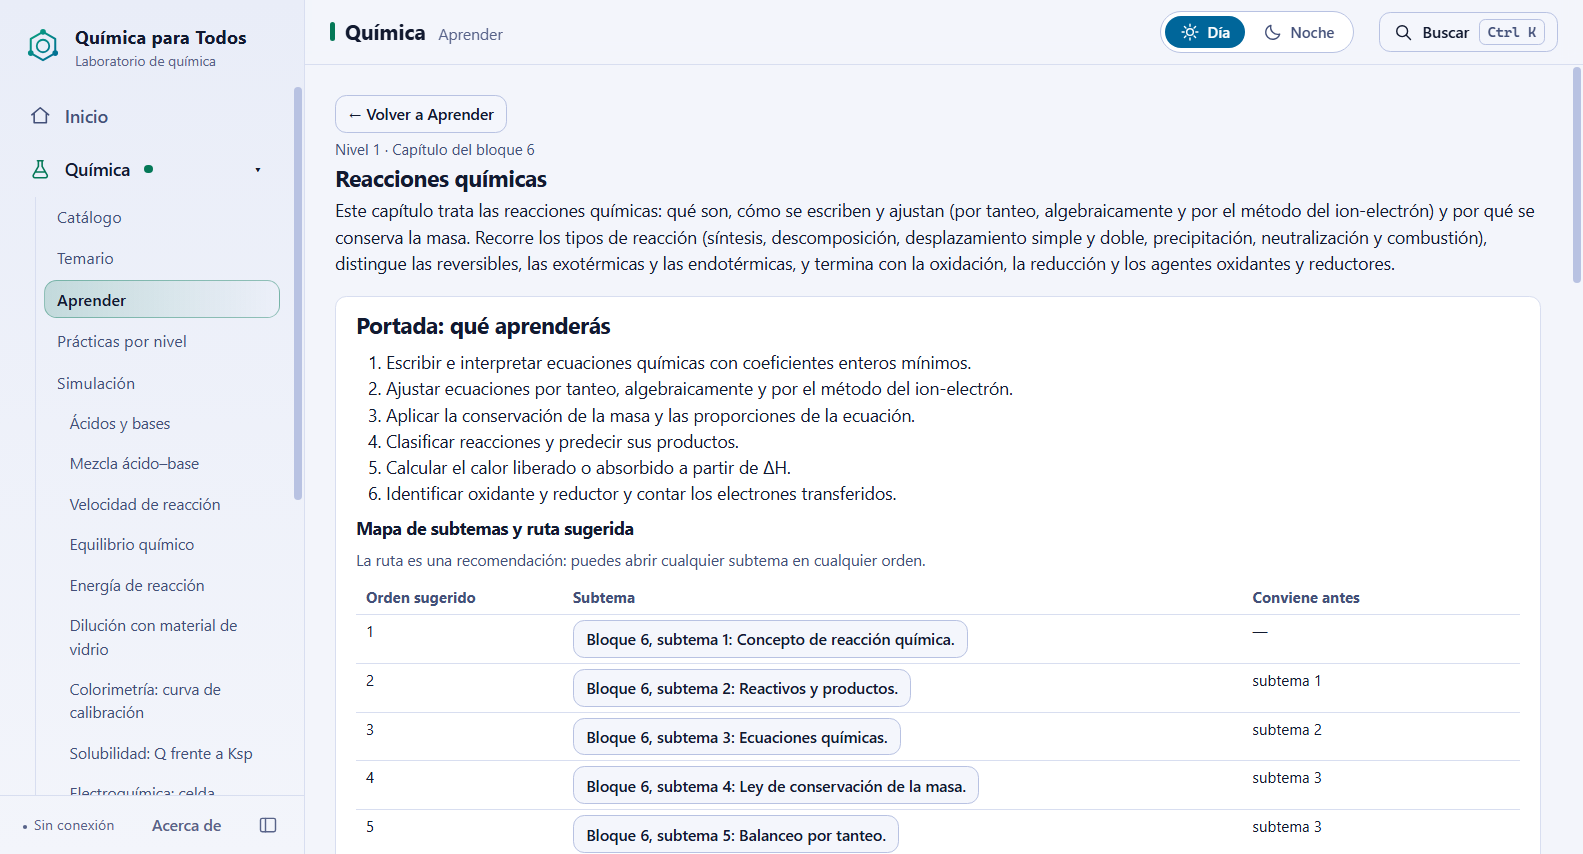 Química para Todos
Laboratorio de química
Inicio
Química
Catálogo
Temario
Aprender
Prácticas por nivel
Simulación
Ácidos y bases
Mezcla ácido–base
Velocidad de reacción
Equilibrio químico
Energía de reacción
Dilución con material de
vidrio
Colorimetría: curva de
calibración
Solubilidad: Q frente a Ksp
Electroquímica: celda
Sin conexión
Acerca de
Química Aprender
Día
Noche
Buscar Ctrl K
← Volver a Aprender
Nivel 1 · Capítulo del bloque 6
Reacciones químicas
Este capítulo trata las reacciones químicas: qué son, cómo se escriben y ajustan (por tanteo, algebraicamente y por el método del ion-electrón) y por qué se
conserva la masa. Recorre los tipos de reacción (síntesis, descomposición, desplazamiento simple y doble, precipitación, neutralización y combustión),
distingue las reversibles, las exotérmicas y las endotérmicas, y termina con la oxidación, la reducción y los agentes oxidantes y reductores.
Portada: qué aprenderás
1. Escribir e interpretar ecuaciones químicas con coeficientes enteros mínimos.
2. Ajustar ecuaciones por tanteo, algebraicamente y por el método del ion-electrón.
3. Aplicar la conservación de la masa y las proporciones de la ecuación.
4. Clasificar reacciones y predecir sus productos.
5. Calcular el calor liberado o absorbido a partir de ΔH.
6. Identificar oxidante y reductor y contar los electrones transferidos.
Mapa de subtemas y ruta sugerida
La ruta es una recomendación: puedes abrir cualquier subtema en cualquier orden.
Orden sugerido Subtema Conviene antes
1 Bloque 6, subtema 1: Concepto de reacción química. —
2 Bloque 6, subtema 2: Reactivos y productos. subtema 1
3 Bloque 6, subtema 3: Ecuaciones químicas. subtema 2
4 Bloque 6, subtema 4: Ley de conservación de la masa. subtema 3
5 Bloque 6, subtema 5: Balanceo por tanteo. subtema 3